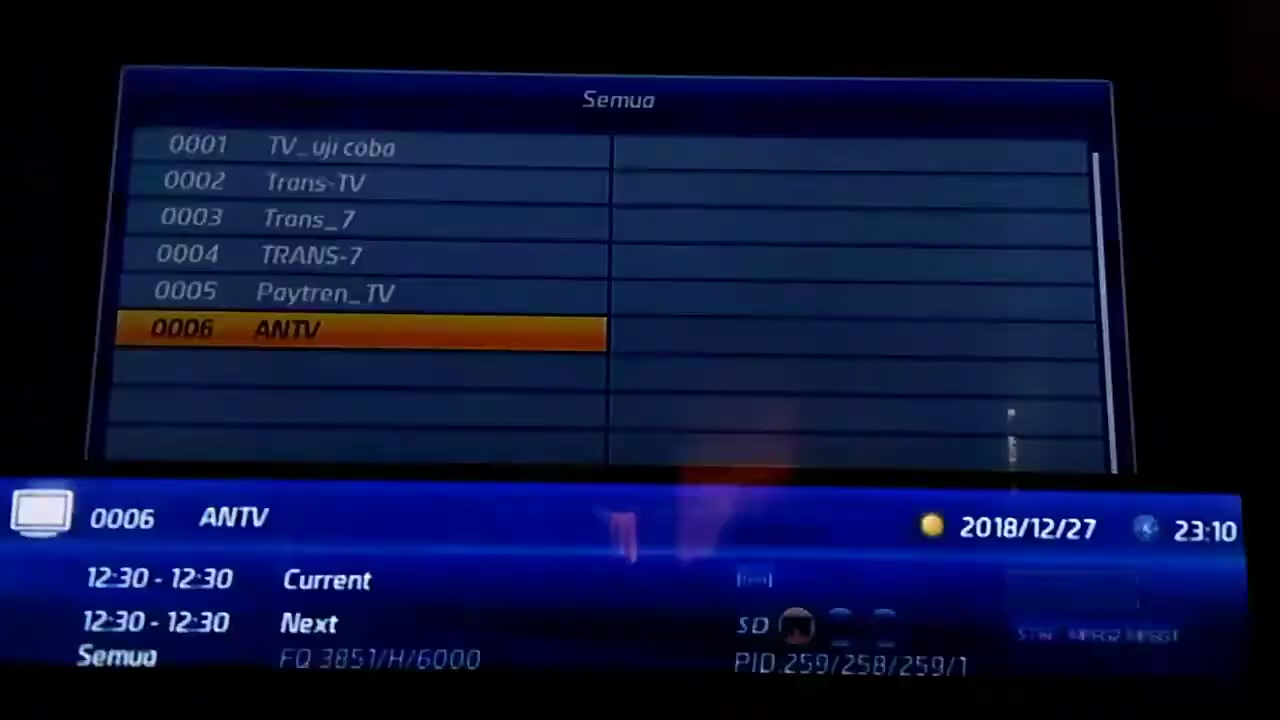 Semua
0001 TV_uji coba
0002 Trans-TV
0003 Trans_7
0004 TRANS-7
0005 Paytren_TV
0006 ANTV
0006 ANTV
2018/12/27 23:10
12:30 - 12:30 Current
12:30 - 12:30 Next
SD
Semua FQ 3851/H/6000 PID.259/258/259/1